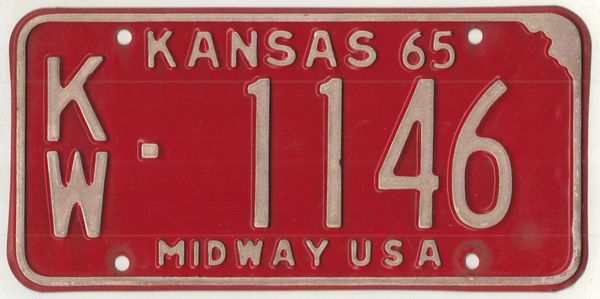 KANSAS 65
KW - 1146
MIDWAY USA